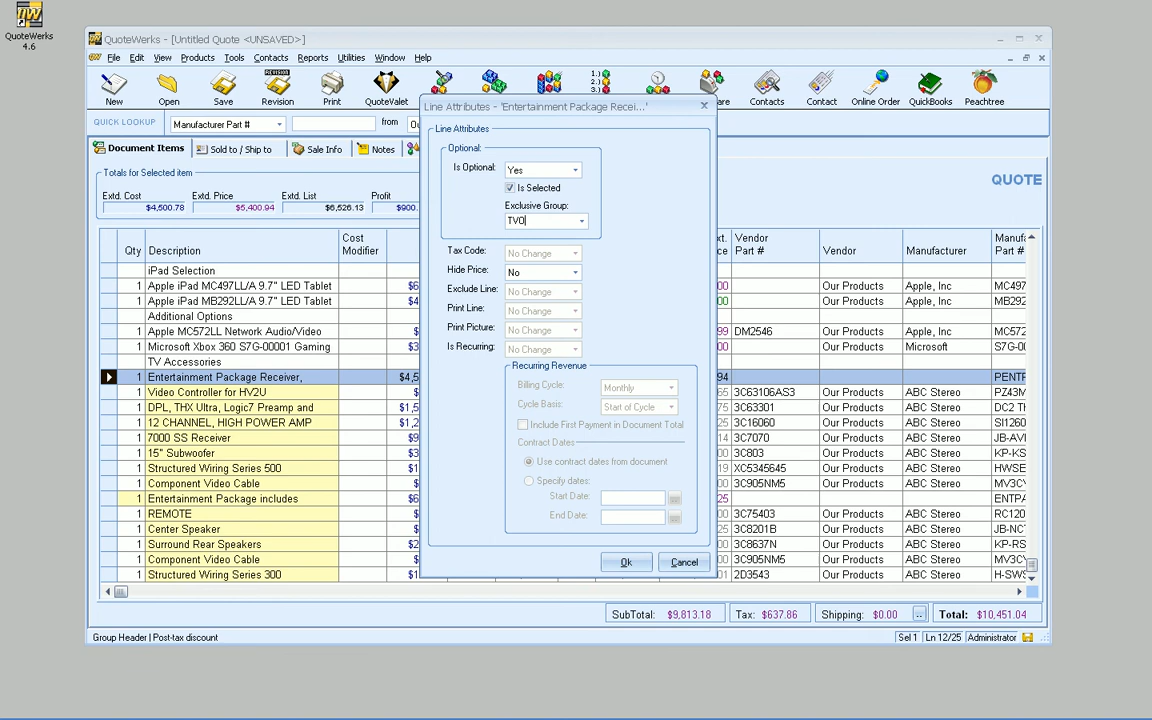 QuoteWerks
4.6
QuoteWerks - [Untitled Quote <UNSAVED>]
File Edit View Products Tools Contacts Reports Utilities Window Help
New Open Save Revision Print QuoteValet Contacts Contact Online Order QuickBooks Peachtree
REVISION
1.)
2.)
3.)
QUICK LOOKUP Manufacturer Part # from
Document Items Sold to / Ship to Sale Info Notes
Totals for Selected item
QUOTE
Extd. Cost Extd. Price Extd. List Profit
$4,500.78 $5,400.94 $6,526.13 $900.
Qty Description Cost Modifier Vendor Part # Vendor Manufacturer
iPad Selection
1 Apple iPad MC497LL/A 9.7" LED Tablet Our Products Apple, Inc MC497
1 Apple iPad MB292LL/A 9.7" LED Tablet Our Products Apple, Inc MB292
Additional Options
1 Apple MC572LL Network Audio/Video DM2546 Our Products Apple, Inc MC572
1 Microsoft Xbox 360 S7G-00001 Gaming Our Products Microsoft S7G-0
TV Accessories
1 Entertainment Package Receiver, $4,5 94 PENTF
1 Video Controller for HV2U 3C63106AS3 Our Products ABC Stereo PZ43M
1 DPL, THX Ultra, Logic7 Preamp and $1,5 3C63301 Our Products ABC Stereo DC2 T
1 12 CHANNEL, HIGH POWER AMP $1,2 3C16060 Our Products ABC Stereo SI1260
1 7000 SS Receiver 3C7070 Our Products ABC Stereo JB-AVI
1 15" Subwoofer 3C803 Our Products ABC Stereo KP-KS
1 Structured Wiring Series 500 XC5345645 Our Products ABC Stereo HWSE
1 Component Video Cable 3C905NM5 Our Products ABC Stereo MV3CY
1 Entertainment Package includes ENTPA
1 REMOTE 3C75403 Our Products ABC Stereo RC120
1 Center Speaker 3C8201B Our Products ABC Stereo JB-NC
1 Surround Rear Speakers 3C8637N Our Products ABC Stereo KP-RS
1 Component Video Cable 3C905NM5 Our Products ABC Stereo MV3CY
1 Structured Wiring Series 300 2D3543 Our Products ABC Stereo H-SWS
SubTotal: $9,813.18 Tax: $637.86 Shipping: $0.00 ... Total: $10,451.04
Group Header | Post-tax discount Sel 1 Ln 12/25 Administrator
Line Attributes - 'Entertainment Package Recei...'
Line Attributes
Optional:
Is Optional: Yes
Is Selected
Exclusive Group:
TVO
Tax Code: No Change
Hide Price: No
Exclude Line: No Change
Print Line: No Change
Print Picture: No Change
Is Recurring: No Change
Recurring Revenue
Billing Cycle: Monthly
Cycle Basis: Start of Cycle
Include First Payment in Document Total
Contract Dates
Use contract dates from document
Specify dates:
Start Date:
End Date:
Ok Cancel